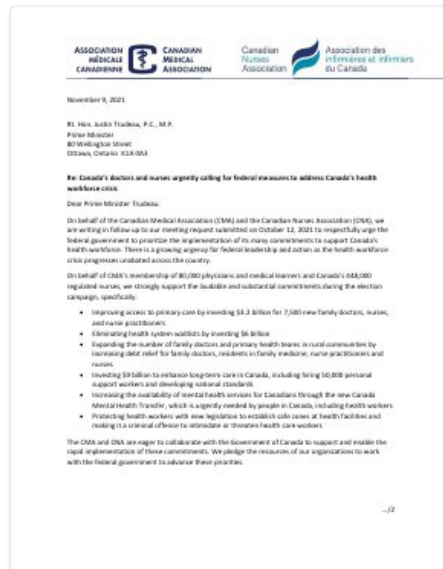 ASSOCIATION MÉDICALE CANADIENNE
CANADIAN MEDICAL ASSOCIATION
Canadian Nurses Association
Association des infirmières et infirmiers du Canada
November 9, 2021
Rt. Hon. Justin Trudeau, P.C., M.P.
Prime Minister
80 Wellington Street
Ottawa, Ontario K1A 0A3
Re: Canada's doctors and nurses urgently calling for federal measures to address Canada's health
workforce crisis
Dear Prime Minister Trudeau:
On behalf of the Canadian Medical Association (CMA) and the Canadian Nurses Association (CNA), we
are writing in follow up to our meeting request submitted on October 12, 2021 to respectfully urge the
federal government to prioritize the implementation of its many commitments to support Canada's
health workforce. There is a growing urgency for federal leadership and action as the health workforce
crisis progresses unabated across the country.
On behalf of CMA's membership of 80,000 physicians and medical learners and Canada's 448,000
regulated nurses, we strongly support the laudable and substantial commitments during the election
campaign, specifically:
• Improving access to primary care by investing $3.2 billion for 7,500 new family doctors, nurses,
and nurse practitioners
• Eliminating health system waitlists by investing $6 billion
• Expanding the number of family doctors and primary health teams in rural communities by
increasing debt relief for family doctors, residents in family medicine, nurse practitioners and
nurses
• Investing $9 billion to enhance long-term care in Canada, including hiring 50,000 personal
support workers and developing national standards
• Increasing the availability of mental health services for Canadians through the new Canada
Mental Health Transfer, which is urgently needed by people in Canada, including health workers
• Protecting health workers with new legislation to establish safe zones at health facilities and
making it a criminal offence to intimidate or threaten health care workers
The CMA and CNA are eager to collaborate with the Government of Canada to support and enable the
rapid implementation of these commitments. We pledge the resources of our organizations to work
with the federal government to advance these priorities.
.../2